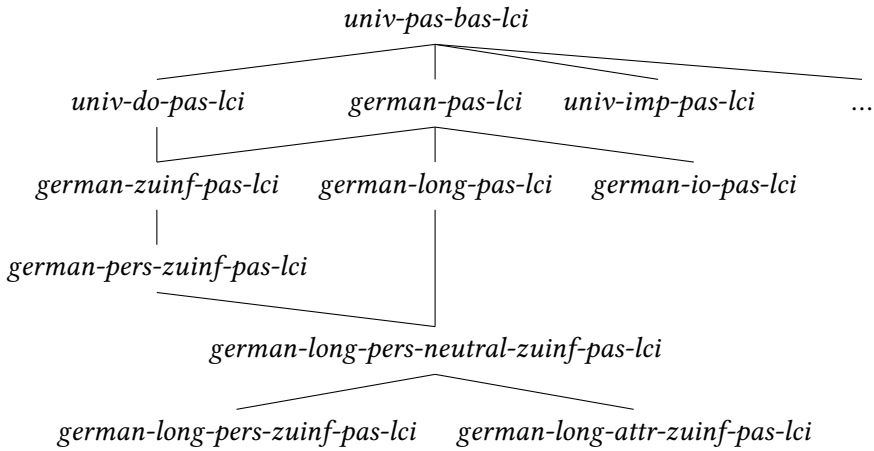 univ-pas-bas-lci
univ-do-pas-lci german-pas-lci univ-imp-pas-lci ...
german-zuinf-pas-lci german-long-pas-lci german-io-pas-lci
german-pers-zuinf-pas-lci
german-long-pers-neutral-zuinf-pas-lci
german-long-pers-zuinf-pas-lci german-long-attr-zuinf-pas-lci